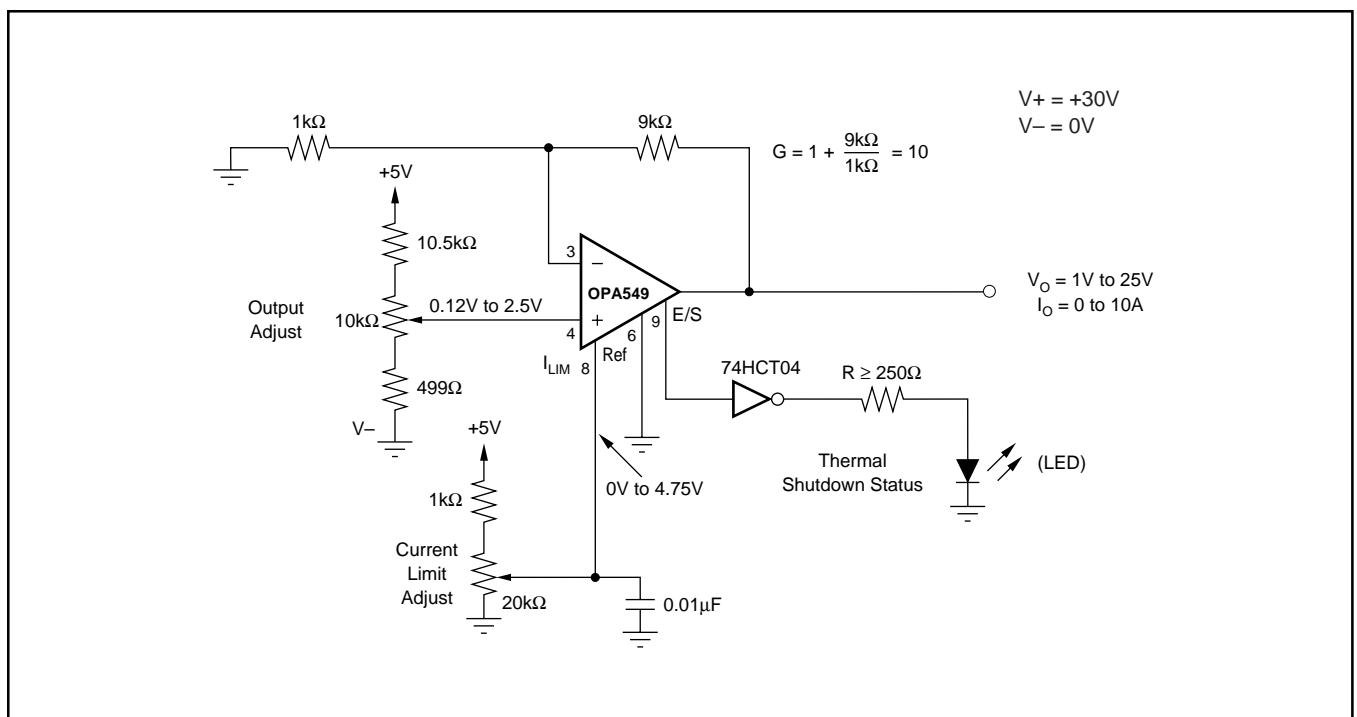 V+ = +30V
V– = 0V
1kΩ
9kΩ
G = 1 + 9kΩ/1kΩ = 10
+5V
10.5kΩ
3
–
OPA549
Output
Adjust
10kΩ
0.12V to 2.5V
+
4
9
E/S
6
V_O = 1V to 25V
I_O = 0 to 10A
I_LIM
8
Ref
74HCT04
R ≥ 250Ω
499Ω
V–
+5V
0V to 4.75V
Thermal
Shutdown Status
(LED)
1kΩ
Current
Limit
Adjust
20kΩ
0.01µF